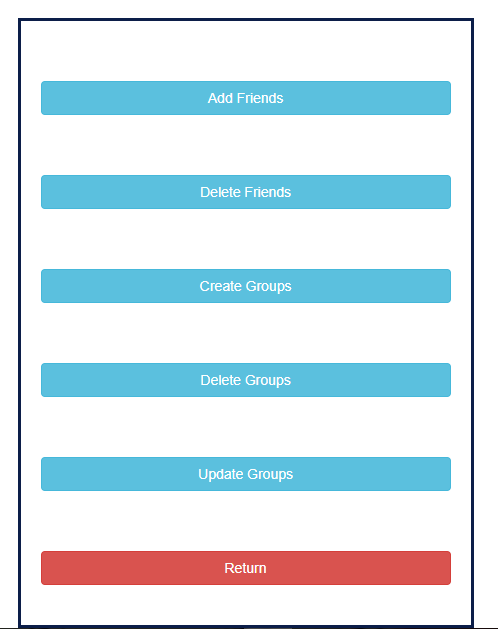 Add Friends
Delete Friends
Create Groups
Delete Groups
Update Groups
Return